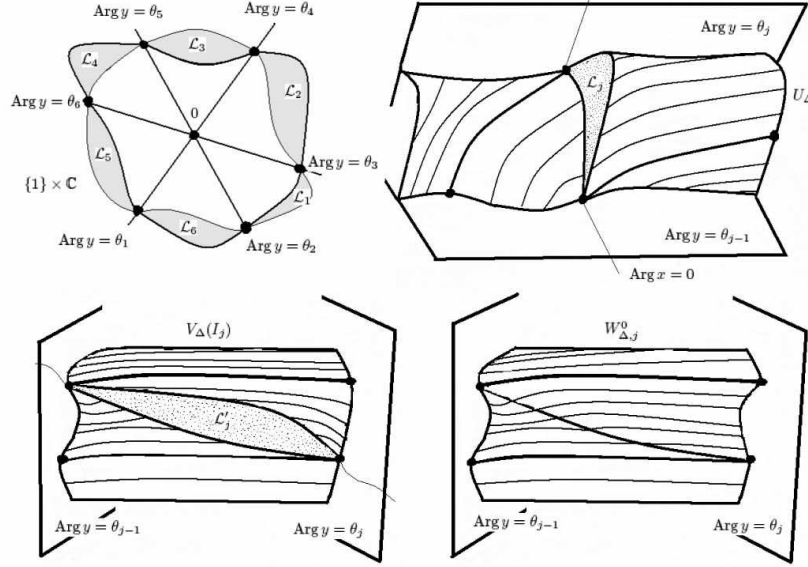 Arg y = θ₅
Arg y = θ₄
ℒ₃
ℒ₄
ℒ₂
Arg y = θ₆
0
Arg y = θ₃
ℒ₅
ℒ₁
{1} × ℂ
ℒ₆
Arg y = θ₁
Arg y = θ₂
Arg y = θⱼ
ℒⱼ
Arg y = θⱼ₋₁
Arg x = 0
V_Δ(Iⱼ)
ℒ′ⱼ
Arg y = θⱼ₋₁
Arg y = θⱼ
W⁰_Δ,ⱼ
Arg y = θⱼ₋₁
Arg y = θⱼ